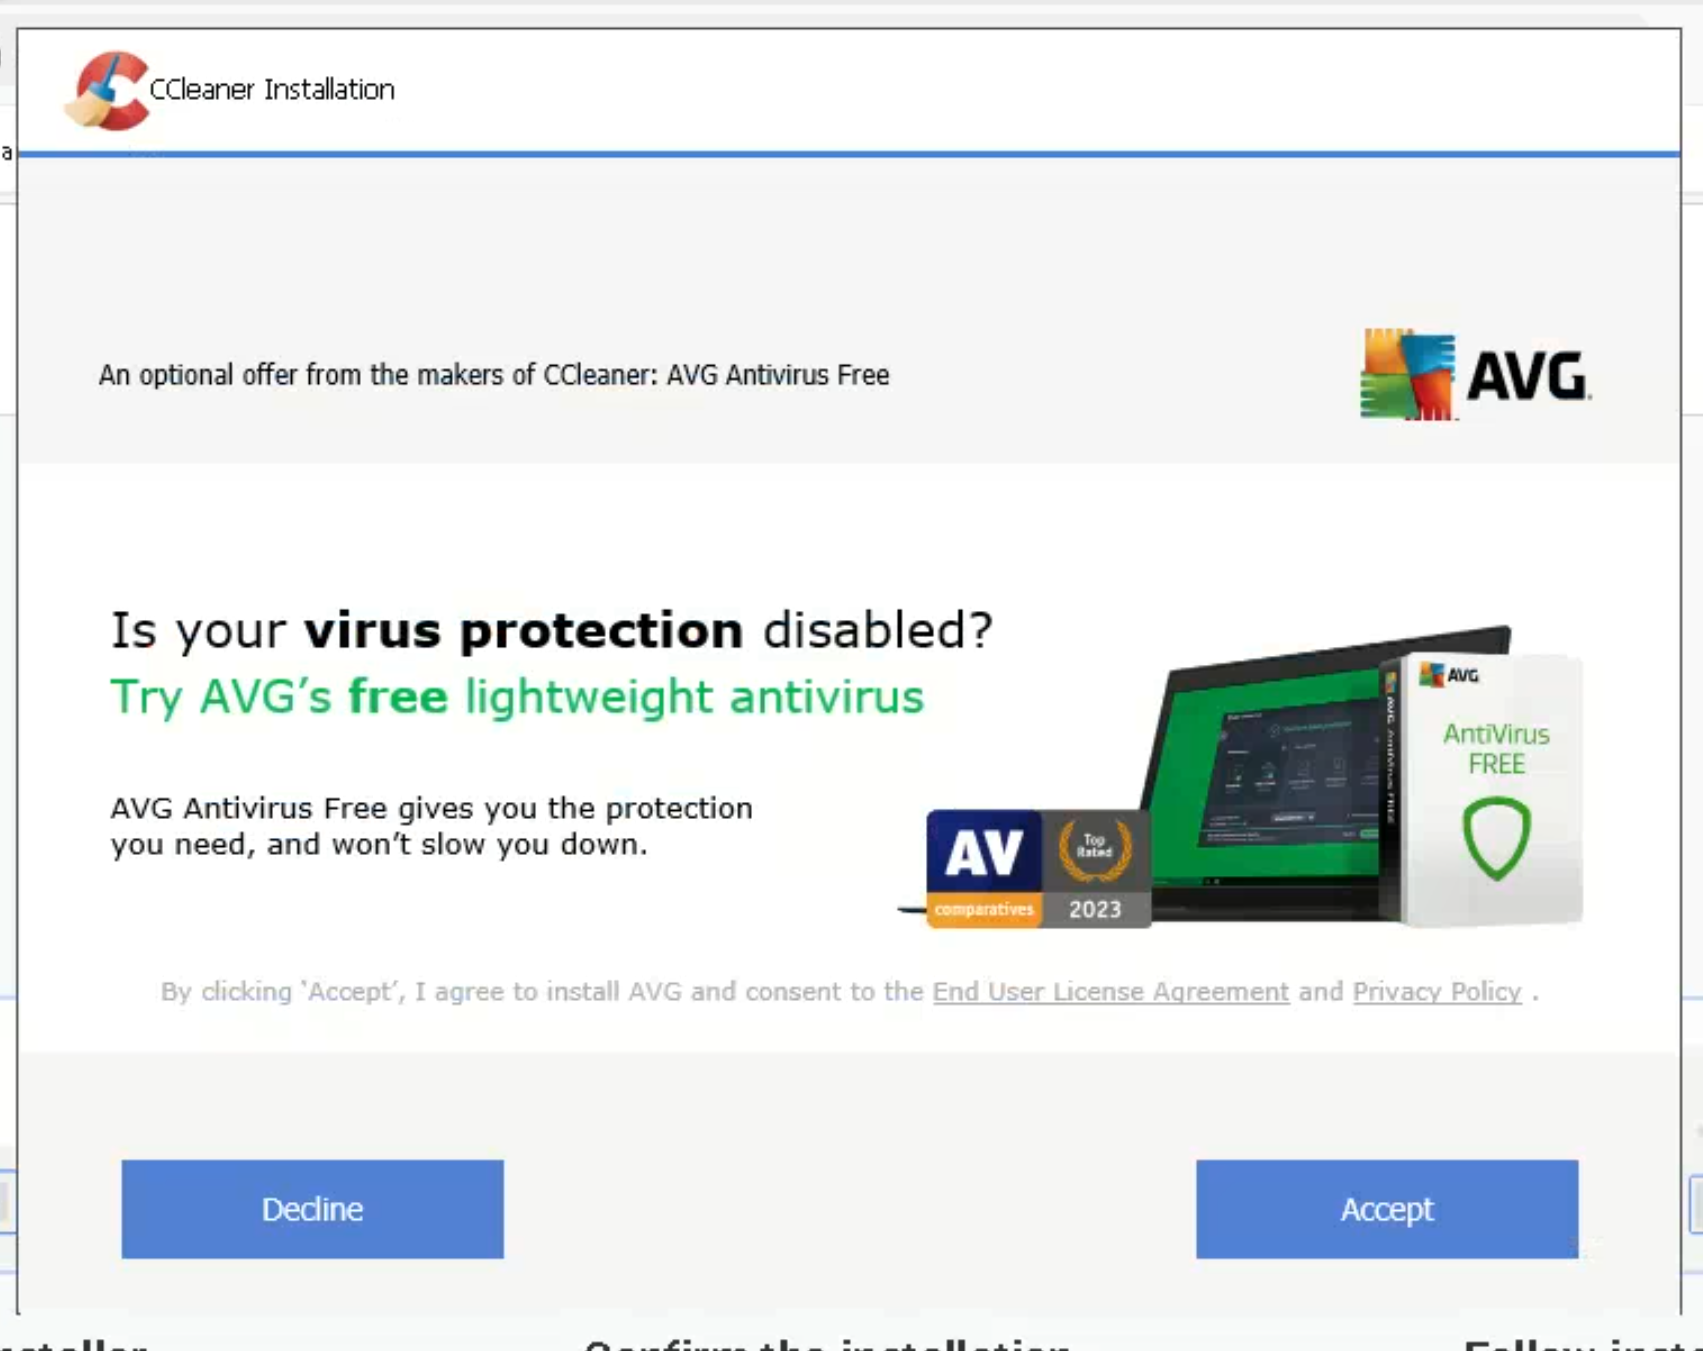 CCleaner Installation
a
An optional offer from the makers of CCleaner: AVG Antivirus Free
AVG
Is your virus protection disabled?
Try AVG's free lightweight antivirus
AVG
AntiVirus
FREE
AVG Antivirus Free gives you the protection
you need, and won't slow you down.
AV
comparatives
Top
Rated
2023
By clicking 'Accept', I agree to install AVG and consent to the End User License Agreement and Privacy Policy .
Decline
Accept
Confirm the installation
Follow